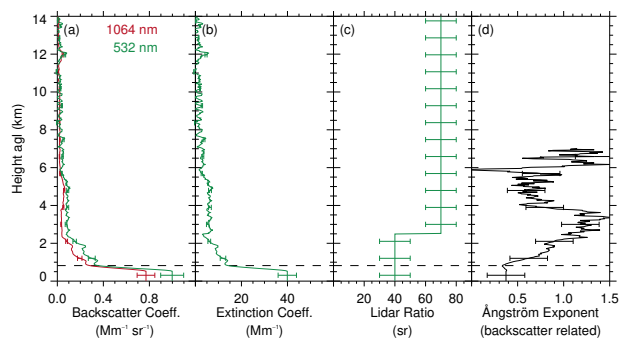 (a)
1064 nm
532 nm
(b)
(c)
(d)
14
12
10
8
6
4
2
0
Height agl (km)
0.0 0.4 0.8
20 40
0 20 40 60 80
0.5 1.0 1.5
Backscatter Coeff.
(Mm⁻¹ sr⁻¹)
Extinction Coeff.
(Mm⁻¹)
Lidar Ratio
(sr)
Ångström Exponent
(backscatter related)